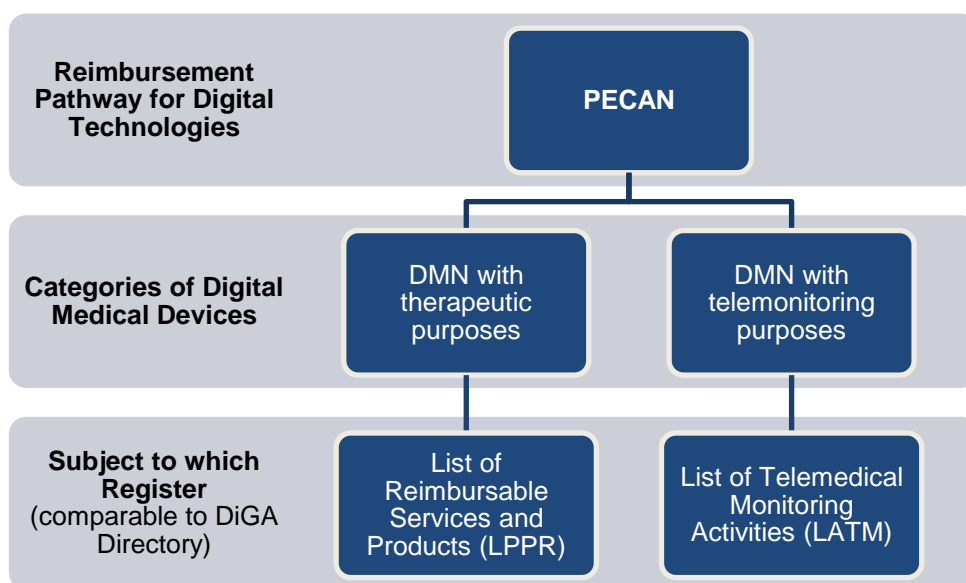 Reimbursement
Pathway for Digital
Technologies
PECAN
Categories of Digital
Medical Devices
DMN with
therapeutic
purposes
DMN with
telemonitoring
purposes
Subject to which
Register
(comparable to DiGA
Directory)
List of
Reimbursable
Services and
Products (LPPR)
List of Telemedical
Monitoring
Activities (LATM)